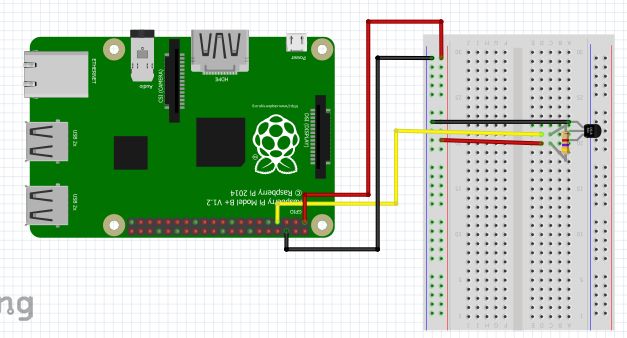 ETHERNET
Audio
CSI (CAMERA)
HDMI
Power
http://www.raspberrypi.org
DSI (DISPLAY)
USB 2x
USB 2x
© Raspberry Pi 2014
Raspberry Pi Model B+ V1.2
GPIO
ng